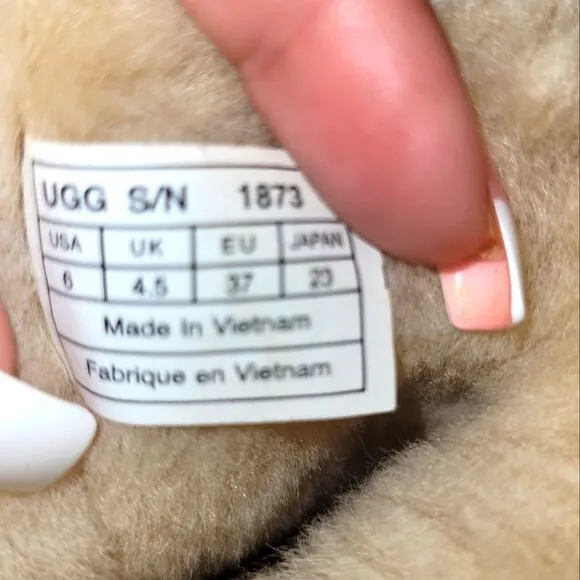 UGG S/N 1873
USA UK EU JAPAN
6 4.5 37 23
Made in Vietnam
Fabrique en Vietnam